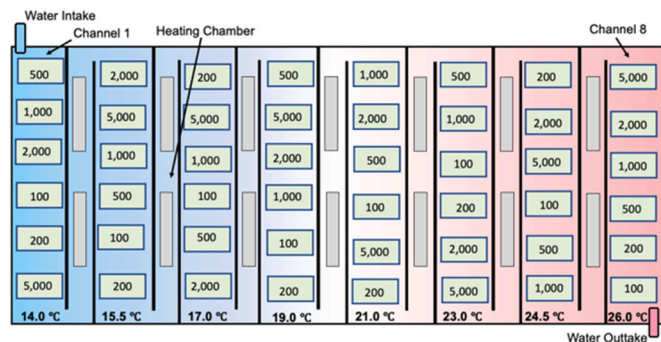 Water Intake
Channel 1
Heating Chamber
Channel 8
500 2,000 200 500 1,000 500 200 5,000
1,000 5,000 5,000 5,000 2,000 1,000 2,000 2,000
2,000 1,000 1,000 2,000 500 100 5,000 1,000
100 500 100 1,000 100 200 100 500
200 100 500 100 5,000 2,000 500 200
5,000 200 2,000 200 200 5,000 1,000 100
14.0 ℃ 15.5 ℃ 17.0 ℃ 19.0 ℃ 21.0 ℃ 23.0 ℃ 24.5 ℃ 26.0 ℃
Water Outtake